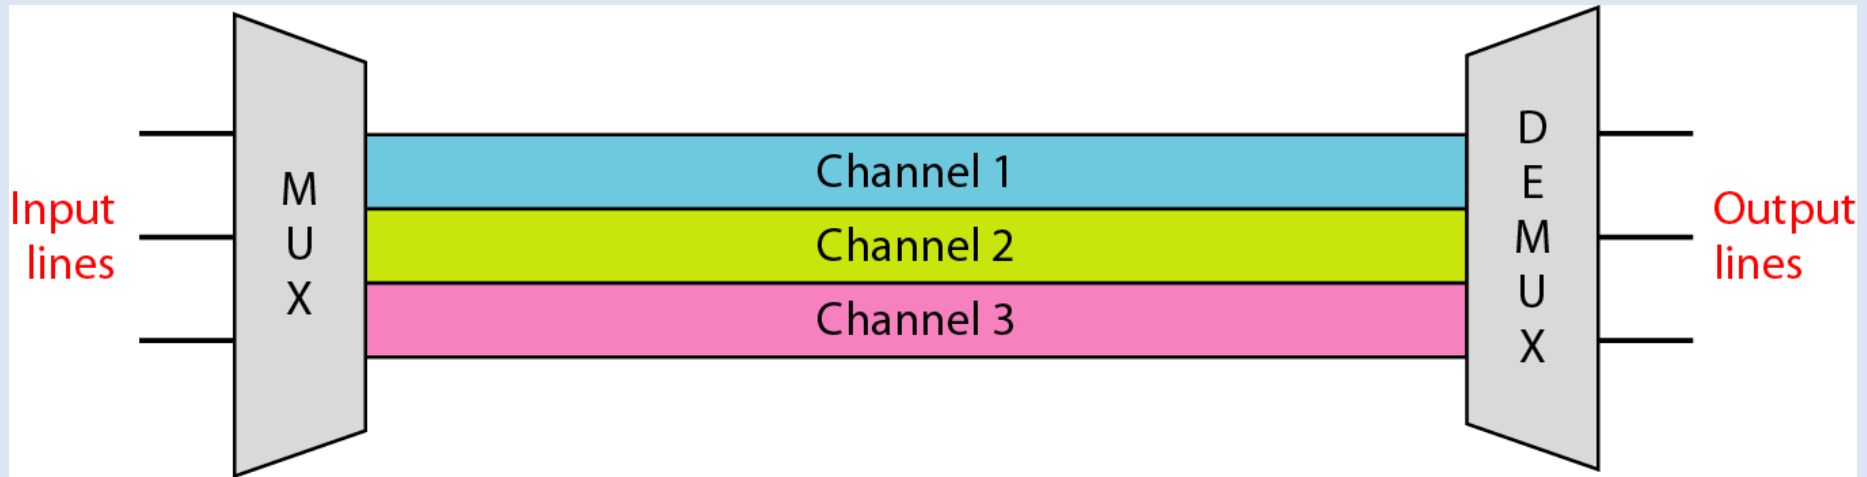 Input
lines
M
U
X
Channel 1
Channel 2
Channel 3
D
E
M
U
X
Output
lines